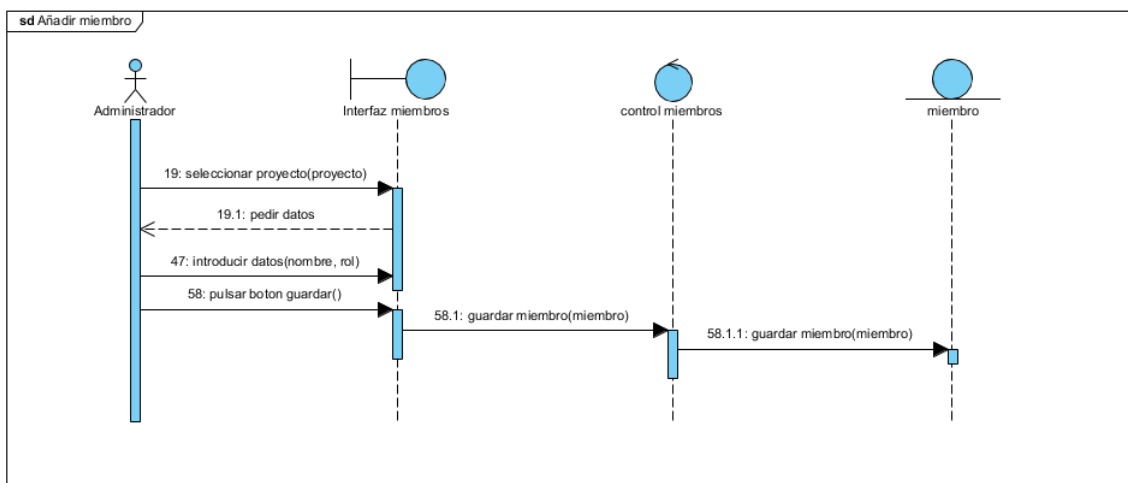 sd Añadir miembro
Administrador
Interfaz miembros
control miembros
miembro
19: seleccionar proyecto(proyecto)
19.1: pedir datos
47: introducir datos(nombre, rol)
58: pulsar boton guardar()
58.1: guardar miembro(miembro)
58.1.1: guardar miembro(miembro)